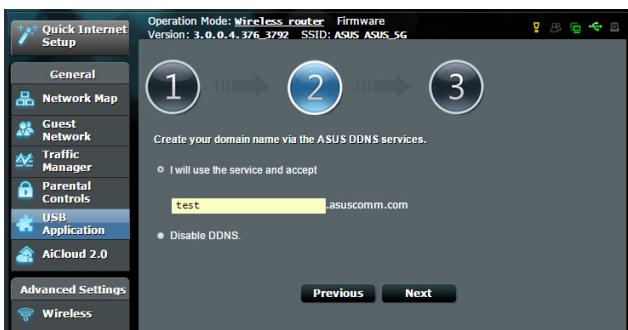 Quick Internet
Setup
Operation Mode: Wireless router Firmware
Version: 3.0.0.4.376_3792 SSID: ASUS ASUS_5G
General
Network Map
Guest
Network
Traffic
Manager
Parental
Controls
USB
Application
AiCloud 2.0
Advanced Settings
Wireless
1
2
3
Create your domain name via the ASUS DDNS services.
I will use the service and accept
test .asuscomm.com
Disable DDNS.
Previous Next